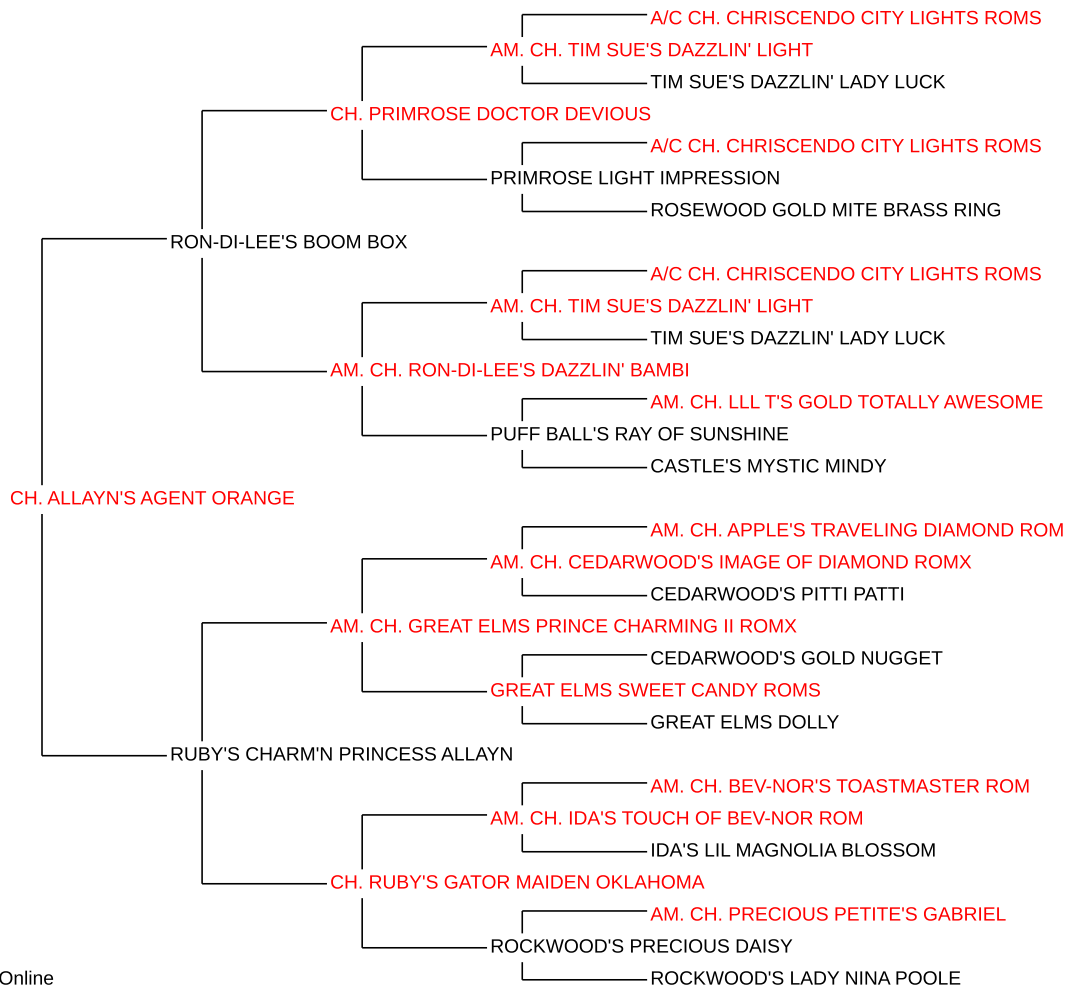 A/C CH. CHRISCENDO CITY LIGHTS ROMS
AM. CH. TIM SUE'S DAZZLIN' LIGHT
TIM SUE'S DAZZLIN' LADY LUCK
CH. PRIMROSE DOCTOR DEVIOUS
A/C CH. CHRISCENDO CITY LIGHTS ROMS
PRIMROSE LIGHT IMPRESSION
ROSEWOOD GOLD MITE BRASS RING
RON-DI-LEE'S BOOM BOX
A/C CH. CHRISCENDO CITY LIGHTS ROMS
AM. CH. TIM SUE'S DAZZLIN' LIGHT
TIM SUE'S DAZZLIN' LADY LUCK
AM. CH. RON-DI-LEE'S DAZZLIN' BAMBI
AM. CH. LLL T'S GOLD TOTALLY AWESOME
PUFF BALL'S RAY OF SUNSHINE
CASTLE'S MYSTIC MINDY
CH. ALLAYN'S AGENT ORANGE
AM. CH. APPLE'S TRAVELING DIAMOND ROM
AM. CH. CEDARWOOD'S IMAGE OF DIAMOND ROMX
CEDARWOOD'S PITTI PATTI
AM. CH. GREAT ELMS PRINCE CHARMING II ROMX
CEDARWOOD'S GOLD NUGGET
GREAT ELMS SWEET CANDY ROMS
GREAT ELMS DOLLY
RUBY'S CHARM'N PRINCESS ALLAYN
AM. CH. BEV-NOR'S TOASTMASTER ROM
AM. CH. IDA'S TOUCH OF BEV-NOR ROM
IDA'S LIL MAGNOLIA BLOSSOM
CH. RUBY'S GATOR MAIDEN OKLAHOMA
AM. CH. PRECIOUS PETITE'S GABRIEL
ROCKWOOD'S PRECIOUS DAISY
ROCKWOOD'S LADY NINA POOLE
Online